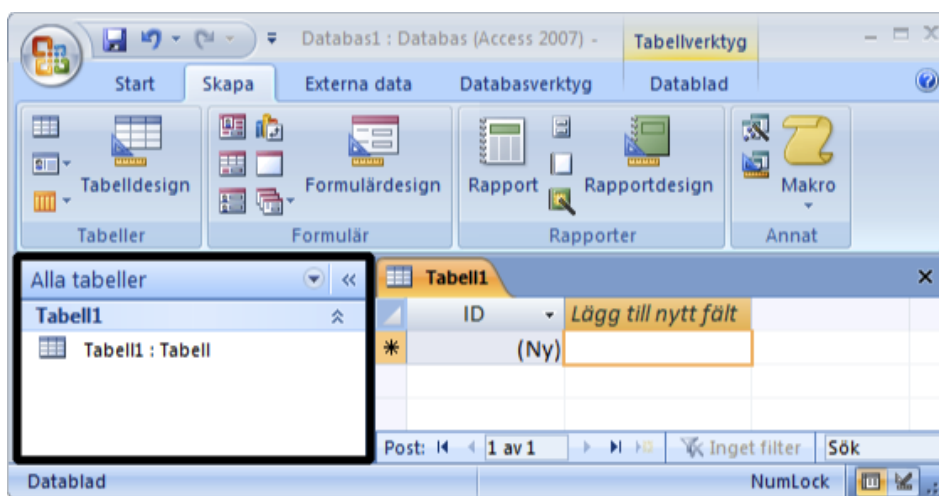 Databas1 : Databas (Access 2007) - Tabellverktyg
Start Skapa Externa data Databasverktyg Datablad
Tabelldesign Formulärdesign Rapport Rapportdesign Makro
Tabeller Formulär Rapporter Annat
Alla tabeller
Tabell1
Tabell1 : Tabell
Tabell1
ID Lägg till nytt fält
(Ny)
Post: 1 av 1 Inget filter Sök
Datablad NumLock